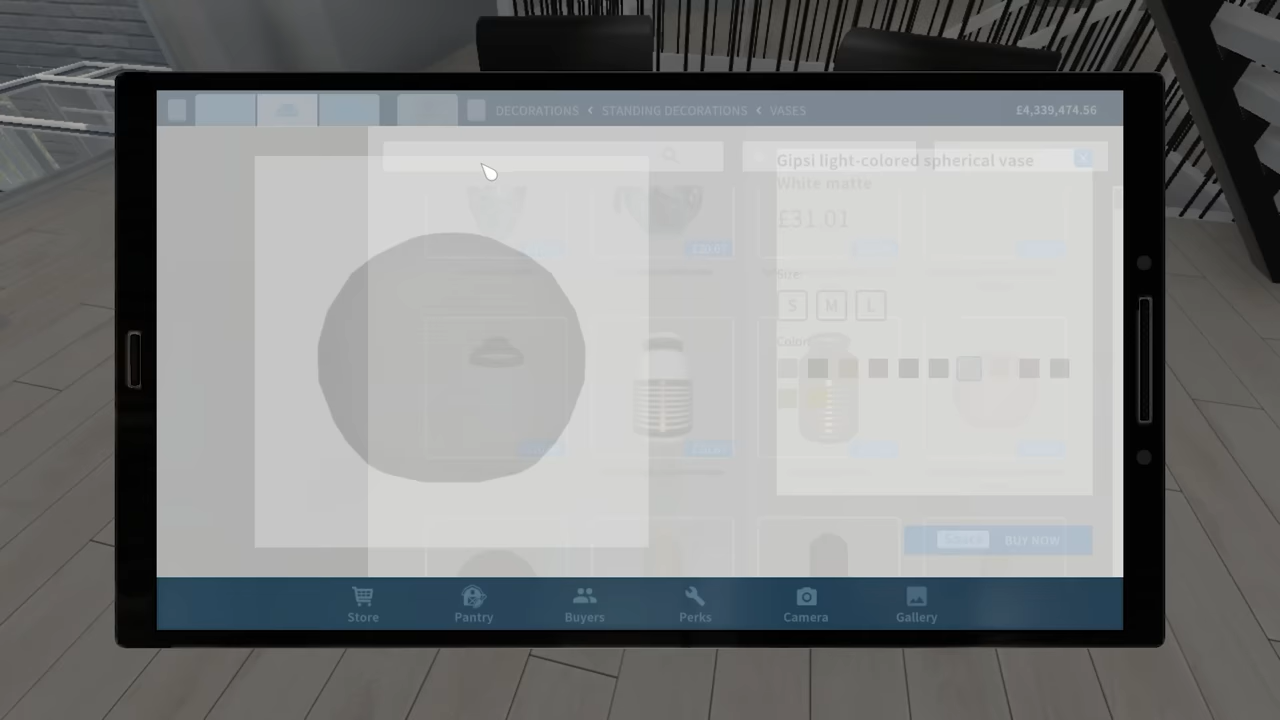 DECORATIONS < STANDING DECORATIONS < VASES
£4,339,474.56
Gipsi light-colored spherical vase
White matte
£31.01
Size:
S M L
Color:
BUY NOW
Store Pantry Buyers Perks Camera Gallery